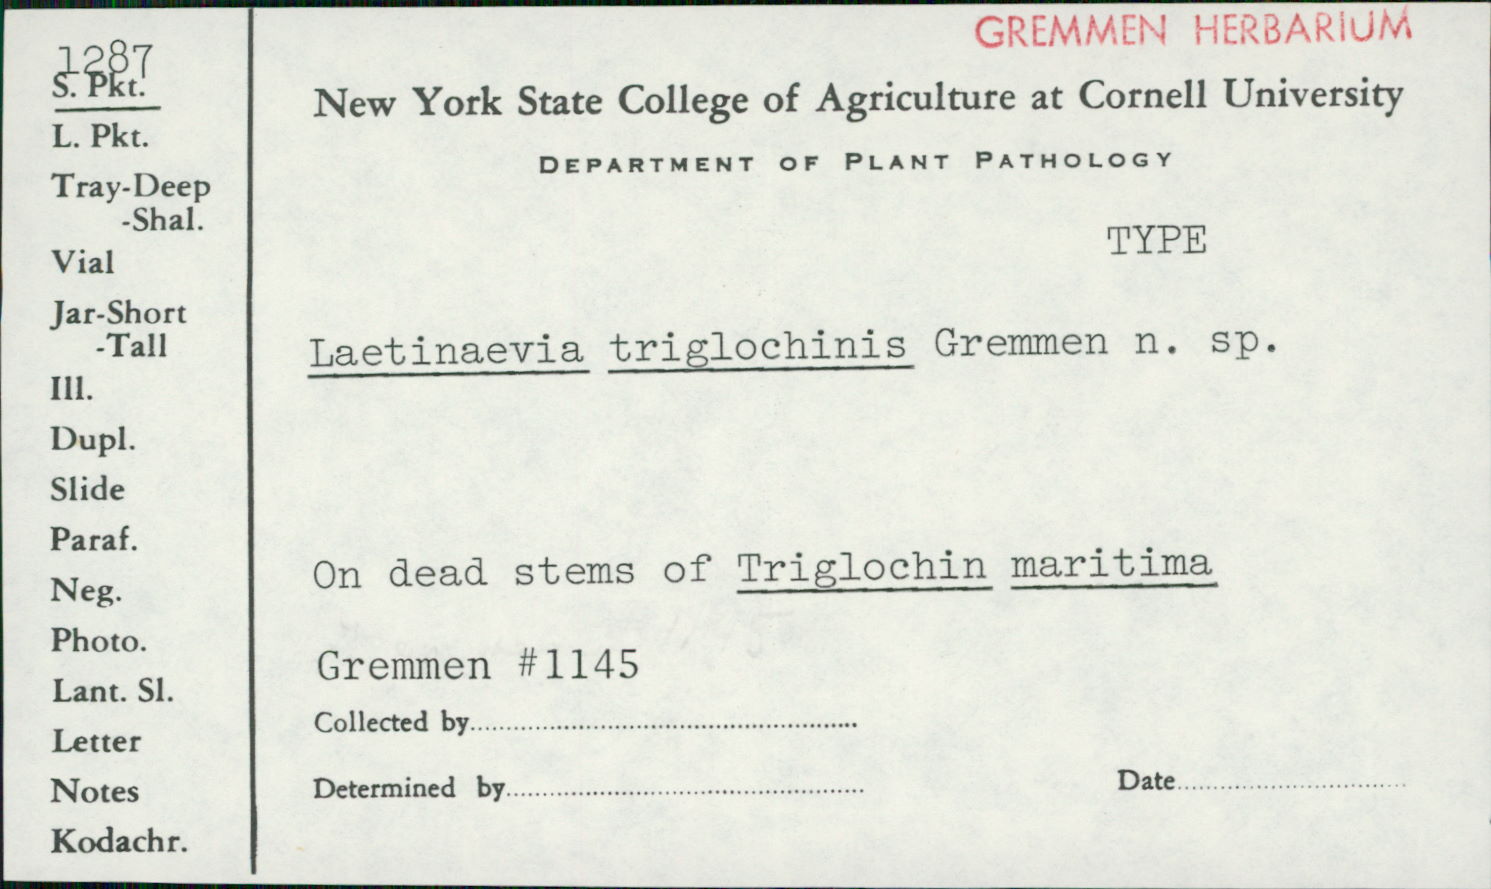 GREMMEN HERBARIUM
1287
S. Pkt.
L. Pkt.
Tray-Deep
-Shal.
Vial
Jar-Short
-Tall
Ill.
Dupl.
Slide
Paraf.
Neg.
Photo.
Lant. Sl.
Letter
Notes
Kodachr.
New York State College of Agriculture at Cornell University
DEPARTMENT OF PLANT PATHOLOGY
TYPE
Laetinaevia triglochinis Gremmen n. sp.
On dead stems of Triglochin maritima
Gremmen #1145
Collected by
Determined by
Date